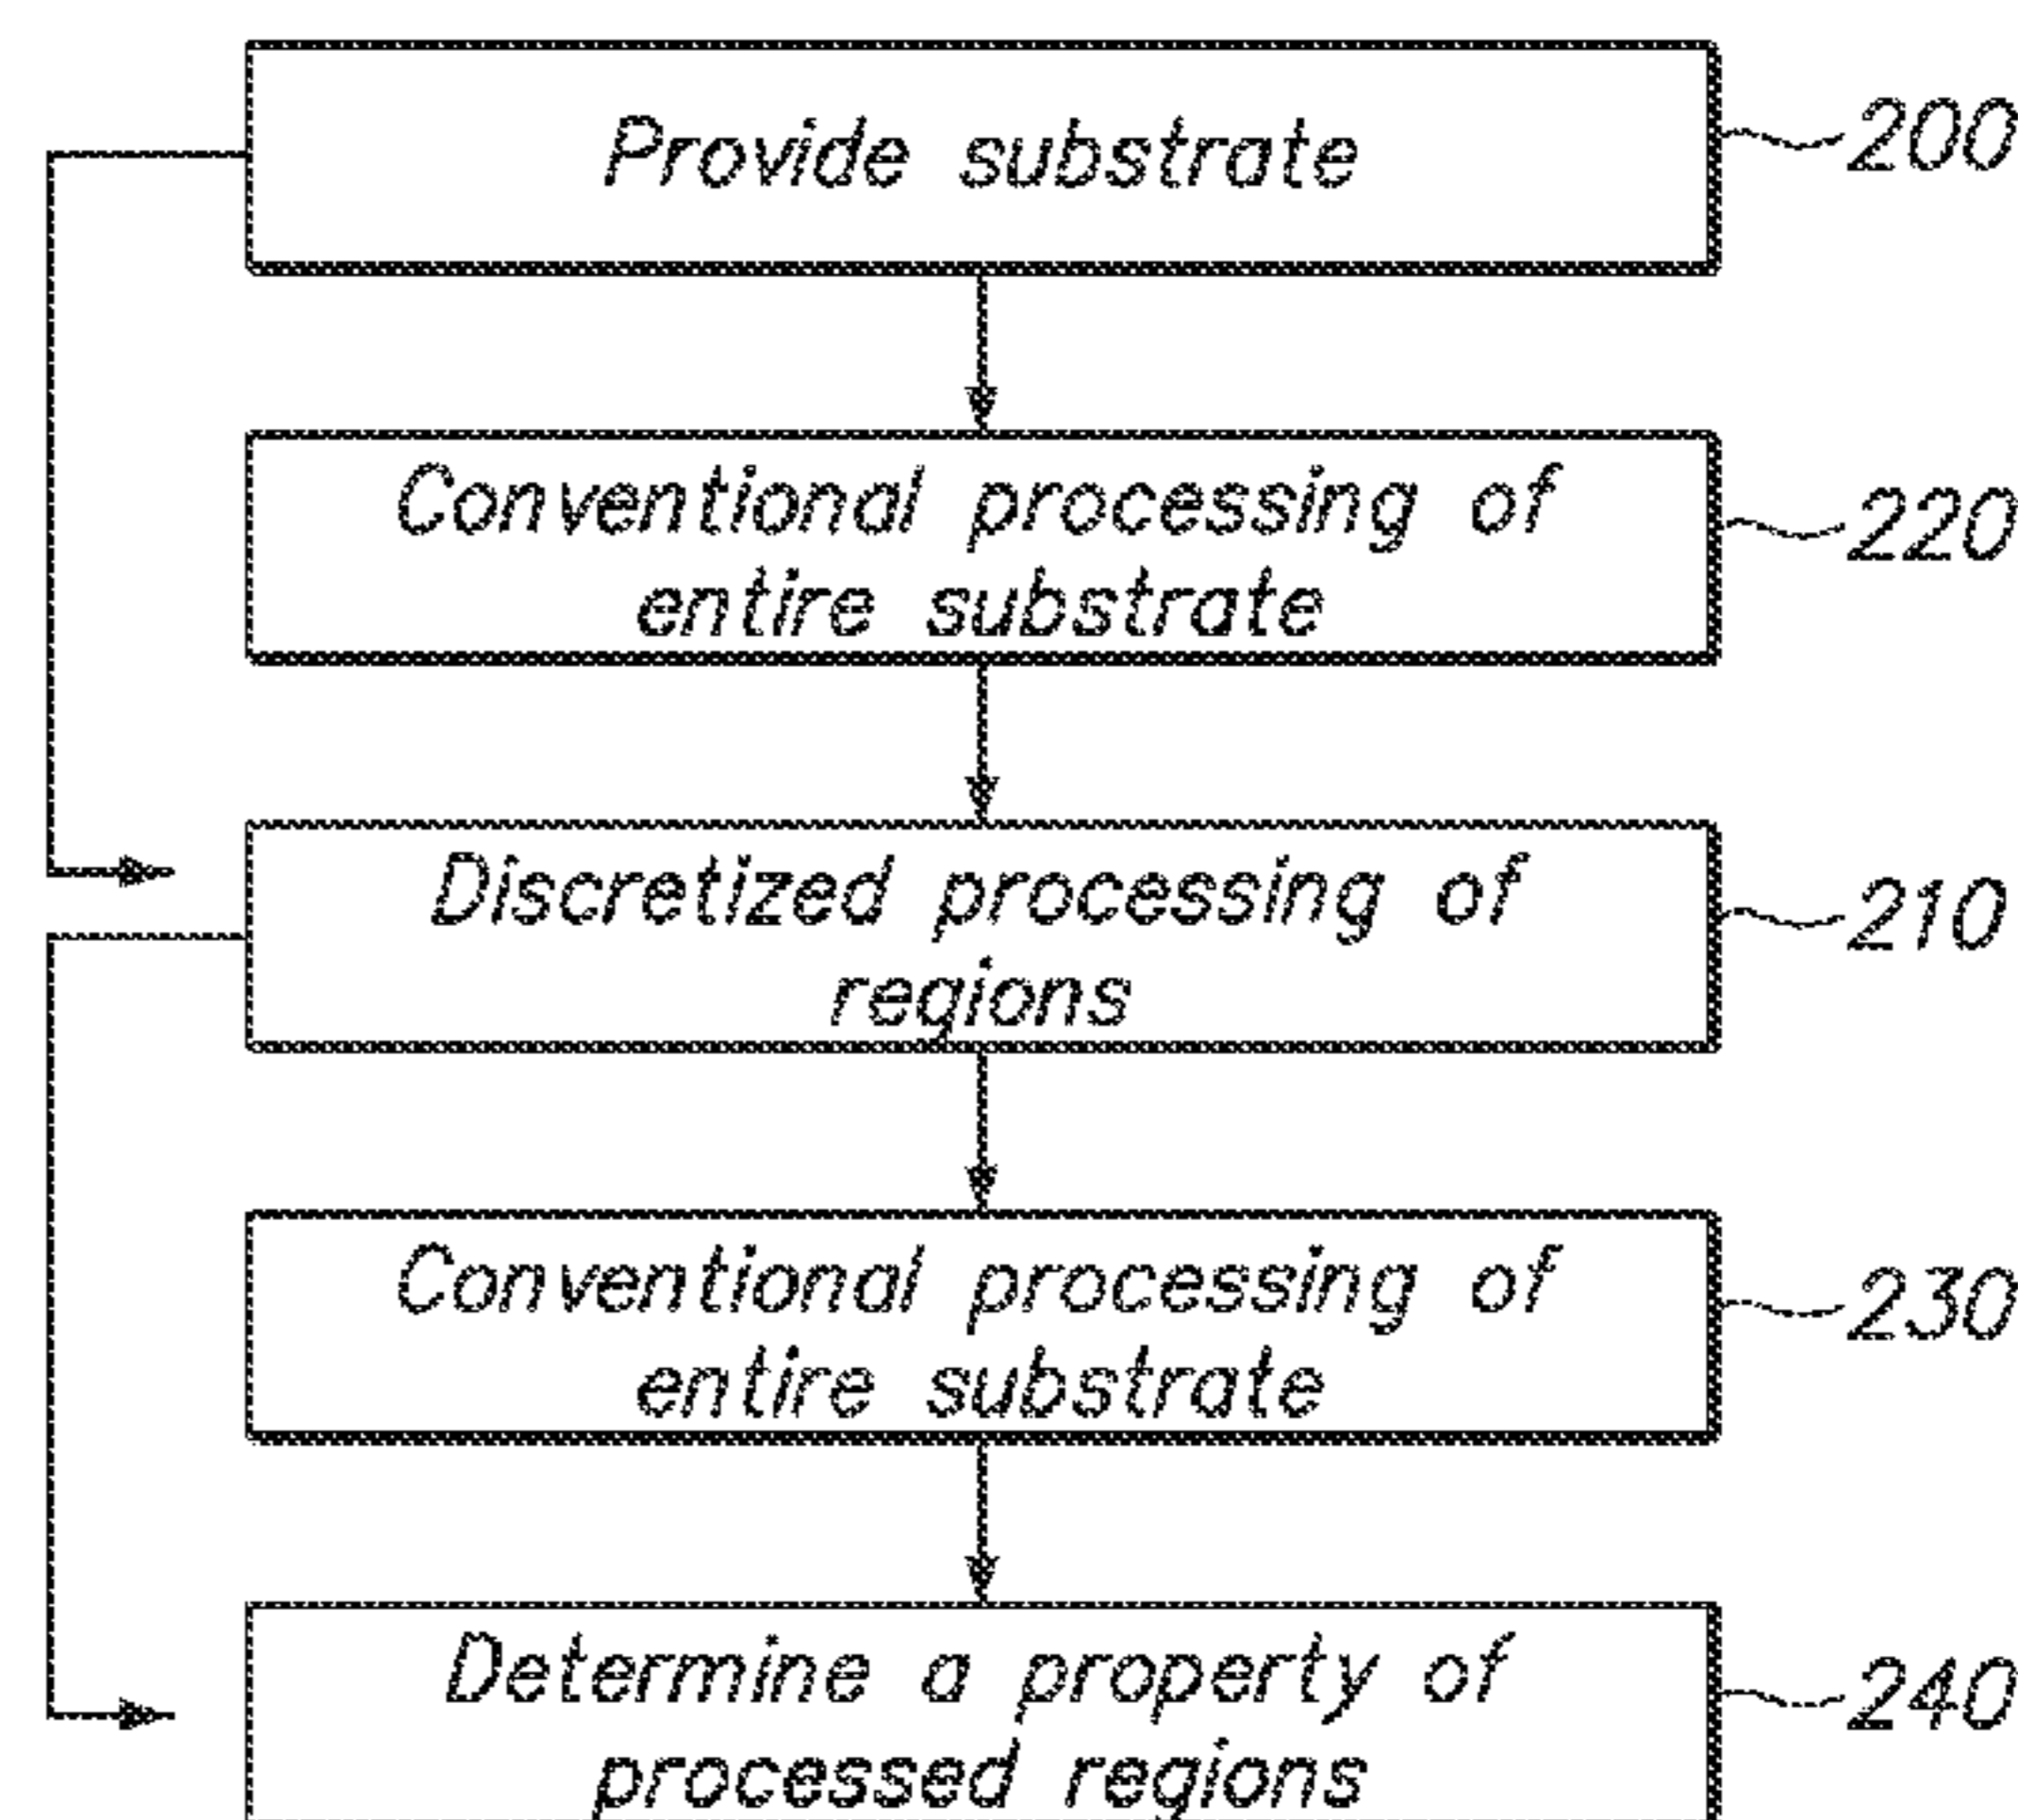 Provide substrate
200
Conventional processing of
entire substrate
220
Discretized processing of
regions
210
Conventional processing of
entire substrate
230
Determine a property of
processed regions
240